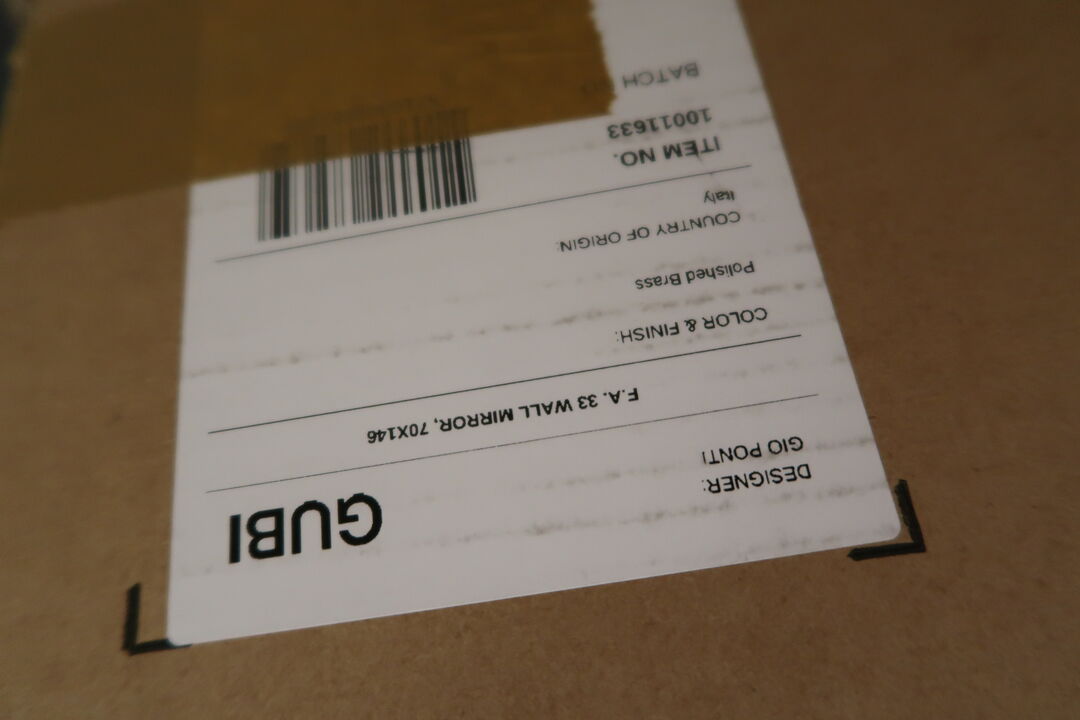 DESIGNER:
GIO PONTI
GUBI
F.A. 33 WALL MIRROR, 70X146
COLOR & FINISH:
Polished Brass
COUNTRY OF ORIGIN:
Italy
ITEM NO.
10011633
BATCH